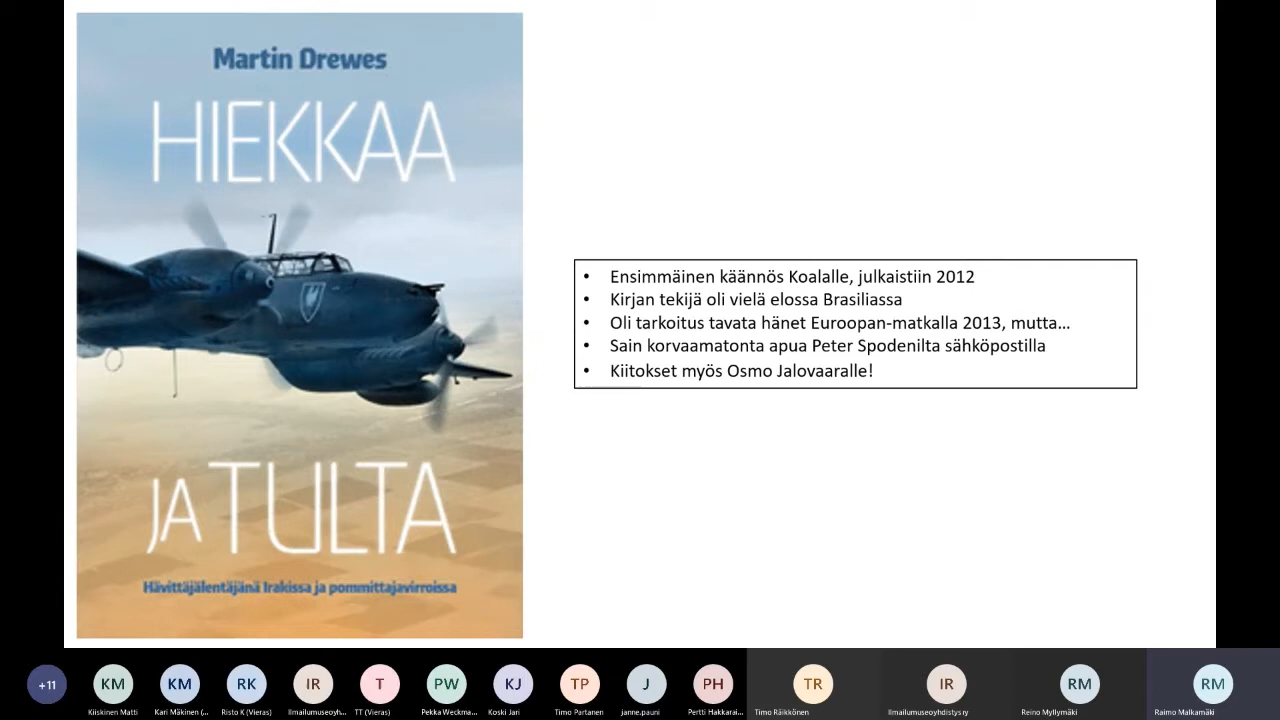 Martin Drewes
HIEKKAA
JA TULTA
Hävittäjälentäjänä Irakissa ja pommittajavirroissa
• Ensimmäinen käännös Koalalle, julkaistiin 2012
• Kirjan tekijä oli vielä elossa Brasiliassa
• Oli tarkoitus tavata hänet Euroopan-matkalla 2013, mutta...
• Sain korvaamatonta apua Peter Spodenilta sähköpostilla
• Kiitokset myös Osmo Jalovaaralle!
+11
KM
KM
RK
IR
T
PW
KJ
TP
J
PH
TR
IR
RM
RM
Kiiskinen Matti
Kari Mäkinen (...
Risto K (Vieras)
Ilmailumuseoyh...
TT (Vieras)
Pekka Weckma...
Koski Jari
Timo Partanen
janne.pauni
Pertti Hakkarai...
Timo Räikkönen
Ilmailumuseoyhdistys ry
Reino Myllymäki
Raimo Malkamäki